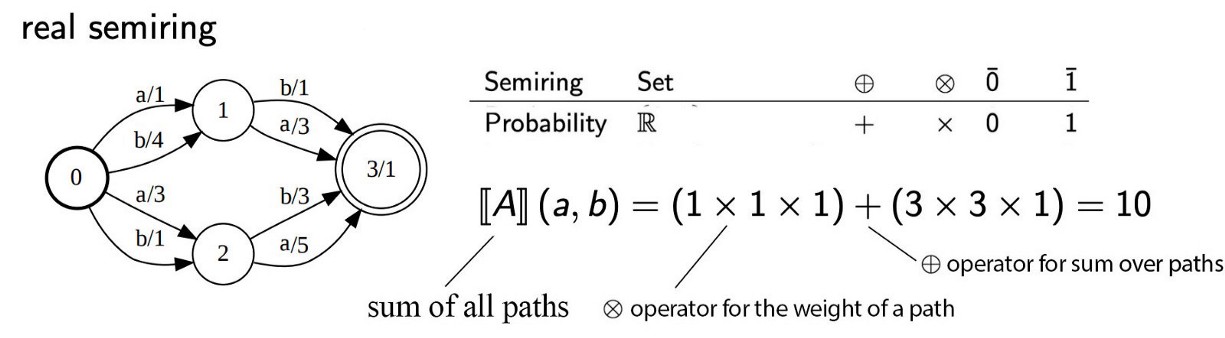 real semiring
a/1
b/4
a/3
b/1
b/1
a/3
b/3
a/5
0
1
2
3/1
Semiring Set ⊕ ⊗ 0̄ 1̄
Probability ℝ + × 0 1
⟦A⟧ (a, b) = (1 × 1 × 1) + (3 × 3 × 1) = 10
⊕ operator for sum over paths
sum of all paths
⊗ operator for the weight of a path